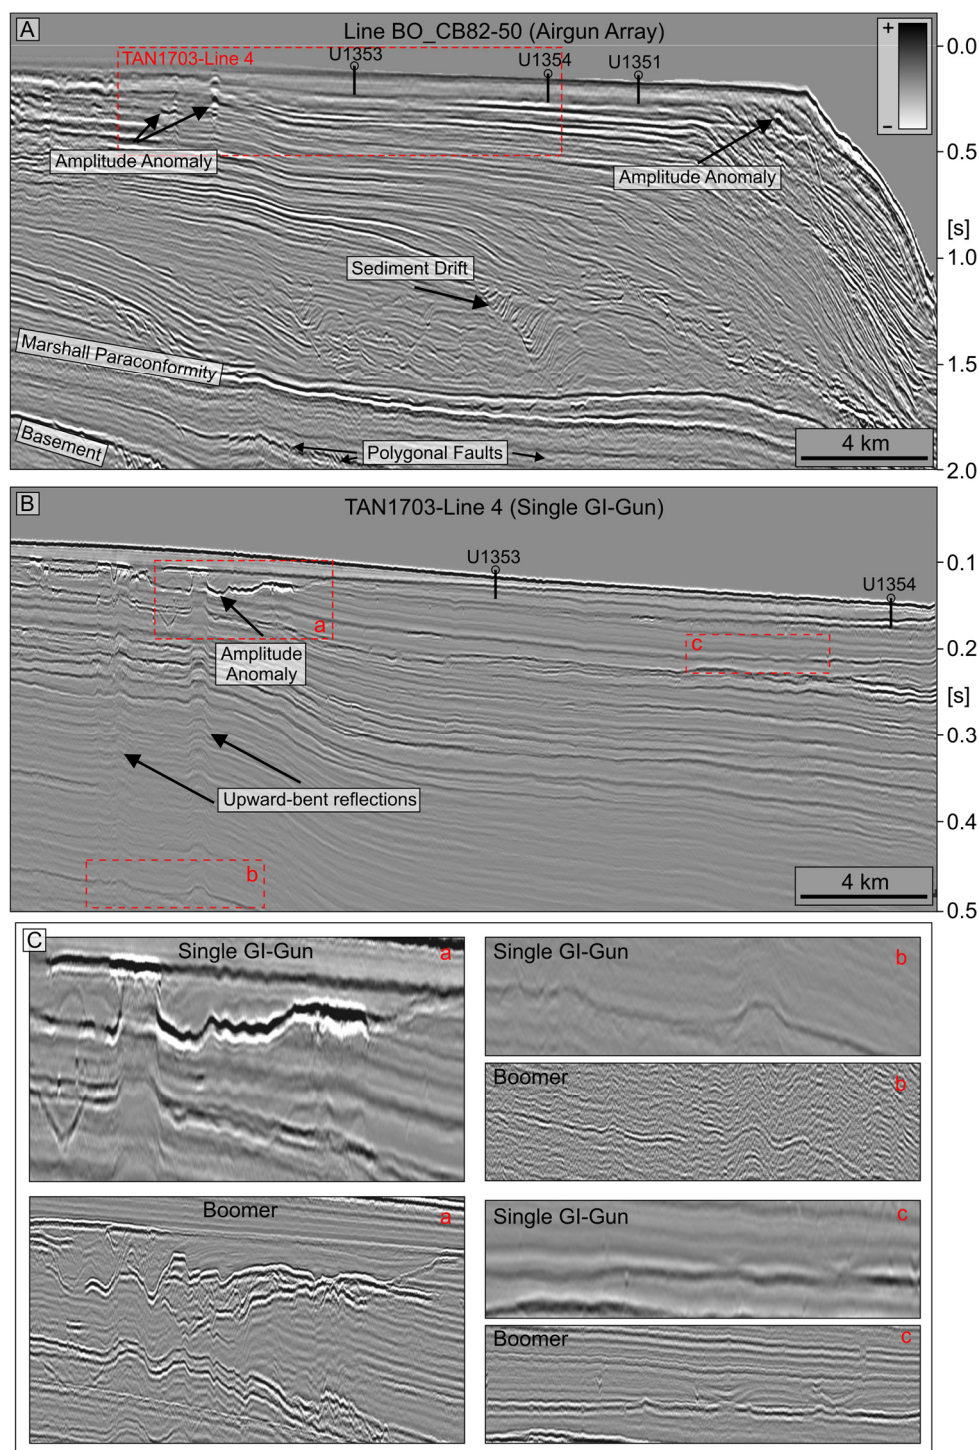 A
Line BO_CB82-50 (Airgun Array)
+
−
0.0
TAN1703-Line 4
U1353
U1354
U1351
Amplitude Anomaly
Amplitude Anomaly
0.5
[s]
Sediment Drift
1.0
Marshall Paraconformity
1.5
Basement
Polygonal Faults
4 km
2.0
B
TAN1703-Line 4 (Single GI-Gun)
U1353
0.1
U1354
a
c
0.2
Amplitude
Anomaly
[s]
0.3
Upward-bent reflections
0.4
b
4 km
0.5
C
Single GI-Gun
a
Single GI-Gun
b
Boomer
b
Boomer
a
Single GI-Gun
c
Boomer
c